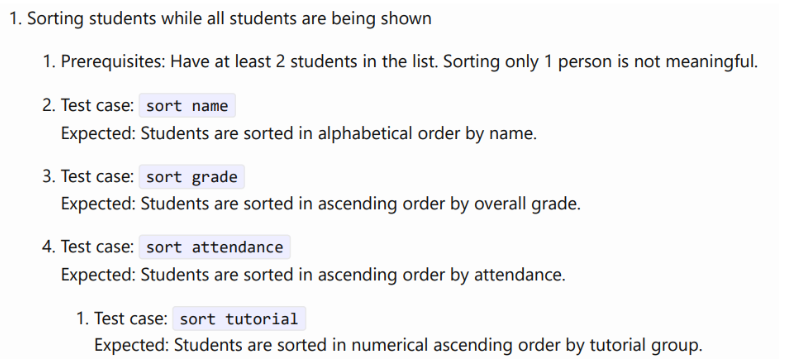 1. Sorting students while all students are being shown
1. Prerequisites: Have at least 2 students in the list. Sorting only 1 person is not meaningful.
2. Test case: sort name
Expected: Students are sorted in alphabetical order by name.
3. Test case: sort grade
Expected: Students are sorted in ascending order by overall grade.
4. Test case: sort attendance
Expected: Students are sorted in ascending order by attendance.
1. Test case: sort tutorial
Expected: Students are sorted in numerical ascending order by tutorial group.